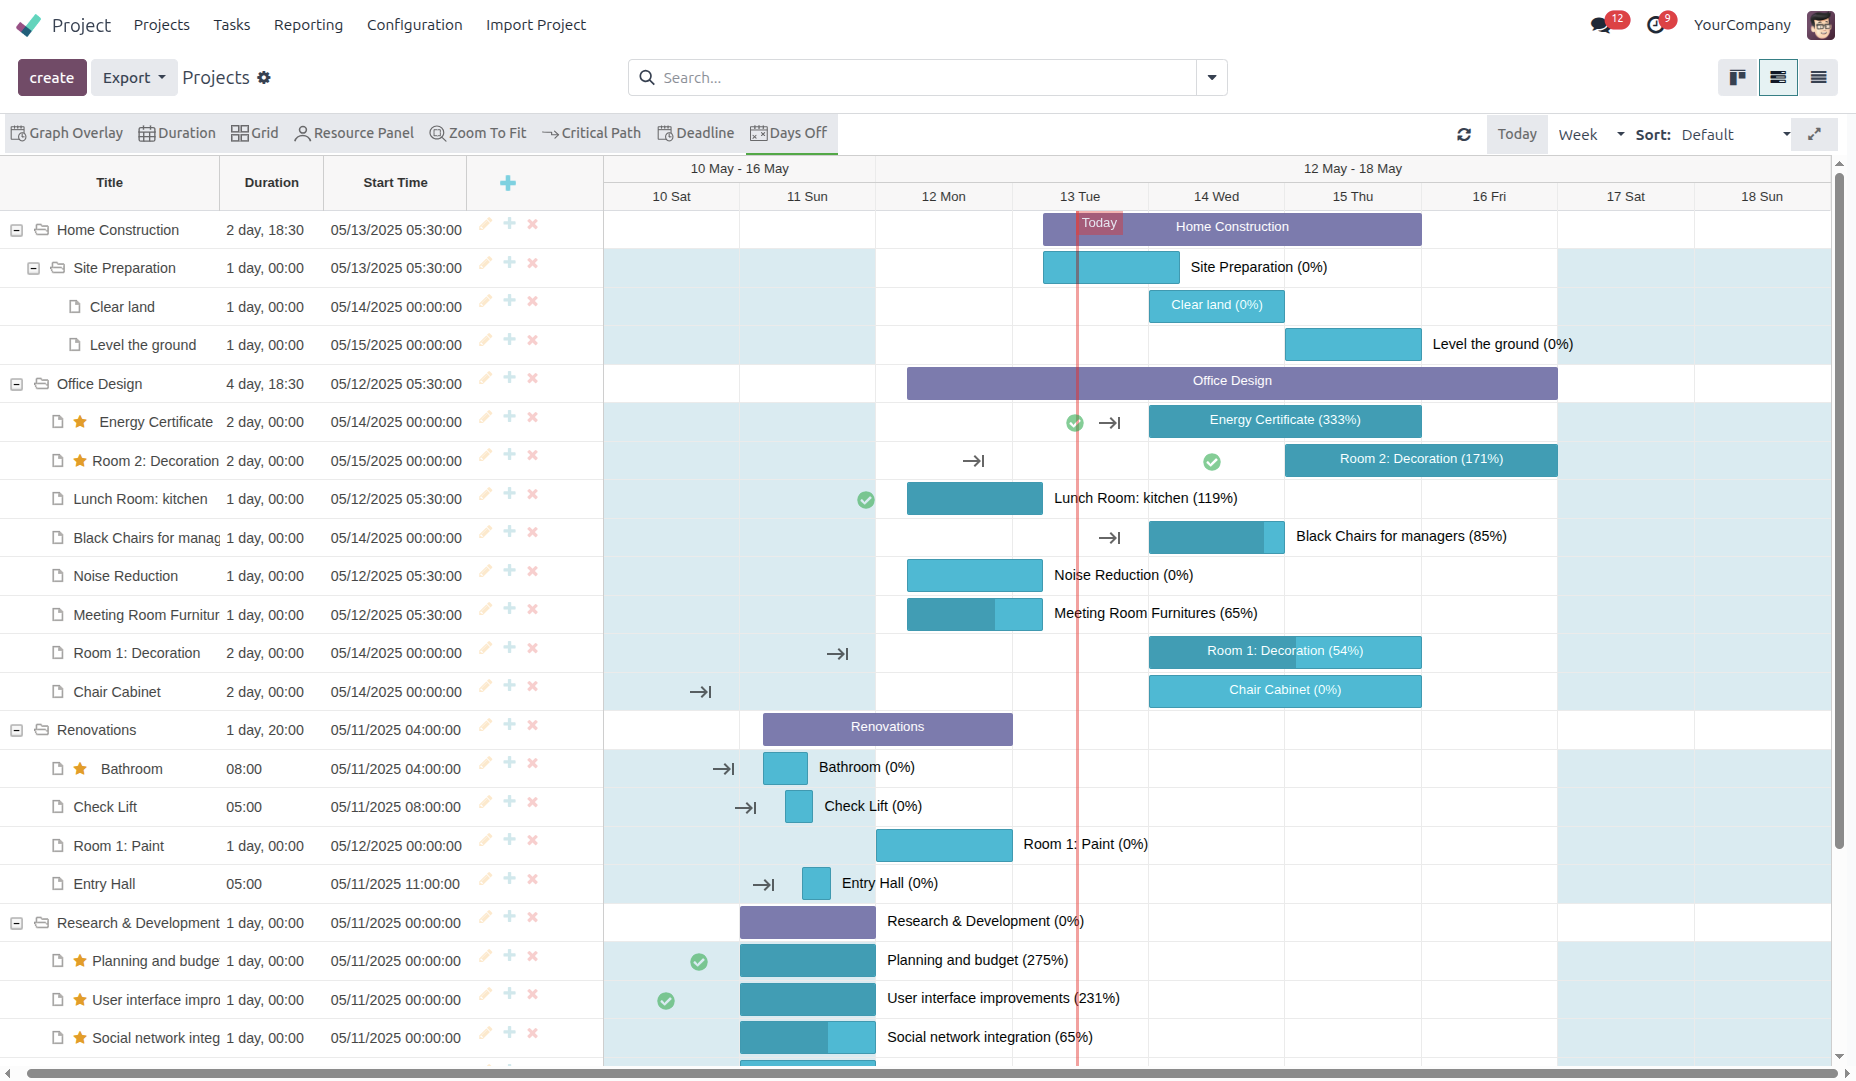 Project Projects Tasks Reporting Configuration Import Project 12 9 YourCompany
create Export Projects Search...
Graph Overlay Duration Grid Resource Panel Zoom To Fit Critical Path Deadline Days Off Today Week Sort: Default
Title Duration Start Time 10 May - 16 May 12 May - 18 May
10 Sat 11 Sun 12 Mon 13 Tue 14 Wed 15 Thu 16 Fri 17 Sat 18 Sun
Home Construction 2 day, 18:30 05/13/2025 05:30:00 Today Home Construction
Site Preparation 1 day, 00:00 05/13/2025 05:30:00 Site Preparation (0%)
Clear land 1 day, 00:00 05/14/2025 00:00:00 Clear land (0%)
Level the ground 1 day, 00:00 05/15/2025 00:00:00 Level the ground (0%)
Office Design 4 day, 18:30 05/12/2025 05:30:00 Office Design
Energy Certificate 2 day, 00:00 05/14/2025 00:00:00 Energy Certificate (333%)
Room 2: Decoration 2 day, 00:00 05/15/2025 00:00:00 Room 2: Decoration (171%)
Lunch Room: kitchen 1 day, 00:00 05/12/2025 05:30:00 Lunch Room: kitchen (119%)
Black Chairs for manag 1 day, 00:00 05/14/2025 00:00:00 Black Chairs for managers (85%)
Noise Reduction 1 day, 00:00 05/12/2025 05:30:00 Noise Reduction (0%)
Meeting Room Furnitur 1 day, 00:00 05/12/2025 05:30:00 Meeting Room Furnitures (65%)
Room 1: Decoration 2 day, 00:00 05/14/2025 00:00:00 Room 1: Decoration (54%)
Chair Cabinet 2 day, 00:00 05/14/2025 00:00:00 Chair Cabinet (0%)
Renovations 1 day, 20:00 05/11/2025 04:00:00 Renovations
Bathroom 08:00 05/11/2025 04:00:00 Bathroom (0%)
Check Lift 05:00 05/11/2025 08:00:00 Check Lift (0%)
Room 1: Paint 1 day, 00:00 05/12/2025 00:00:00 Room 1: Paint (0%)
Entry Hall 05:00 05/11/2025 11:00:00 Entry Hall (0%)
Research & Development 1 day, 00:00 05/11/2025 00:00:00 Research & Development (0%)
Planning and budge 1 day, 00:00 05/11/2025 00:00:00 Planning and budget (275%)
User interface impro 1 day, 00:00 05/11/2025 00:00:00 User interface improvements (231%)
Social network integ 1 day, 00:00 05/11/2025 00:00:00 Social network integration (65%)